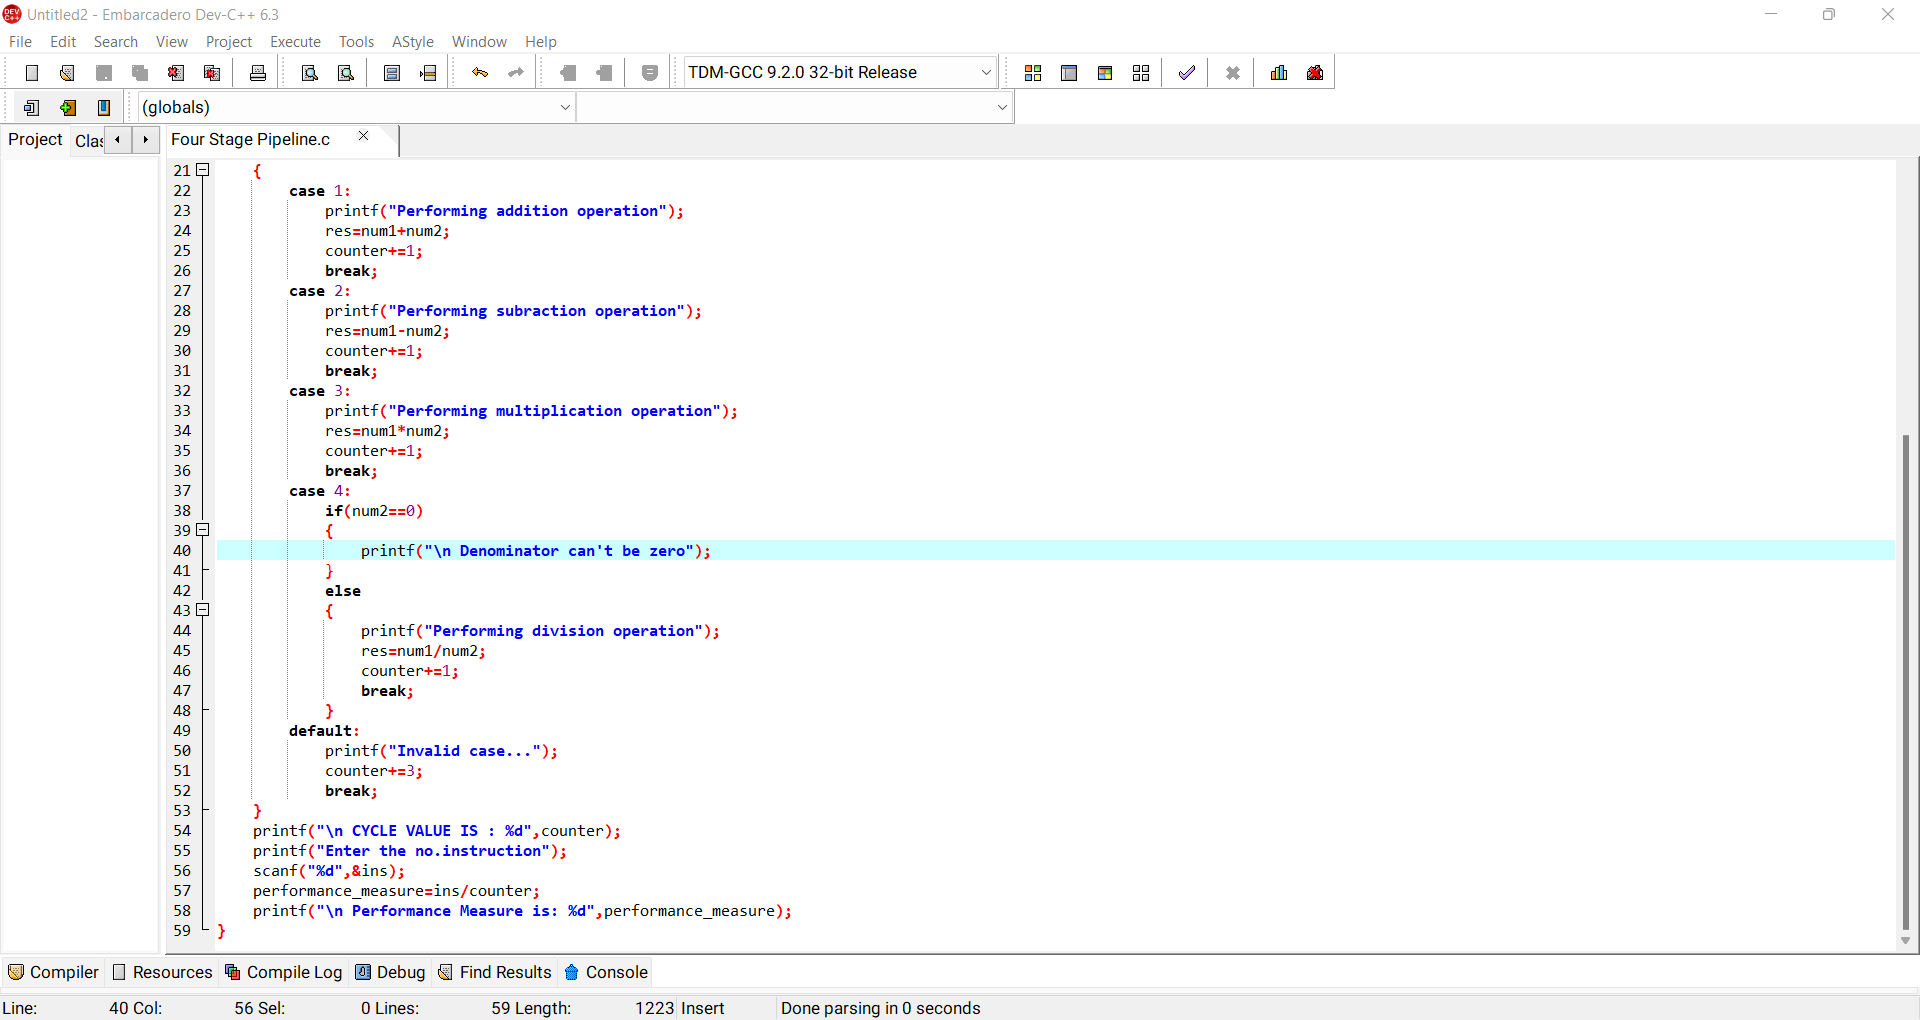 Untitled2 - Embarcadero Dev-C++ 6.3
File Edit Search View Project Execute Tools AStyle Window Help
TDM-GCC 9.2.0 32-bit Release
(globals)
Project Clas Four Stage Pipeline.c
21 {
22 case 1:
23 printf("Performing addition operation");
24 res=num1+num2;
25 counter+=1;
26 break;
27 case 2:
28 printf("Performing subraction operation");
29 res=num1-num2;
30 counter+=1;
31 break;
32 case 3:
33 printf("Performing multiplication operation");
34 res=num1*num2;
35 counter+=1;
36 break;
37 case 4:
38 if(num2==0)
39 {
40 printf("\n Denominator can't be zero");
41 }
42 else
43 {
44 printf("Performing division operation");
45 res=num1/num2;
46 counter+=1;
47 break;
48 }
49 default:
50 printf("Invalid case...");
51 counter+=3;
52 break;
53 }
54 printf("\n CYCLE VALUE IS : %d",counter);
55 printf("Enter the no.instruction");
56 scanf("%d",&ins);
57 performance_measure=ins/counter;
58 printf("\n Performance Measure is: %d",performance_measure);
59 }
Compiler Resources Compile Log Debug Find Results Console
Line: 40 Col: 56 Sel: 0 Lines: 59 Length: 1223 Insert Done parsing in 0 seconds